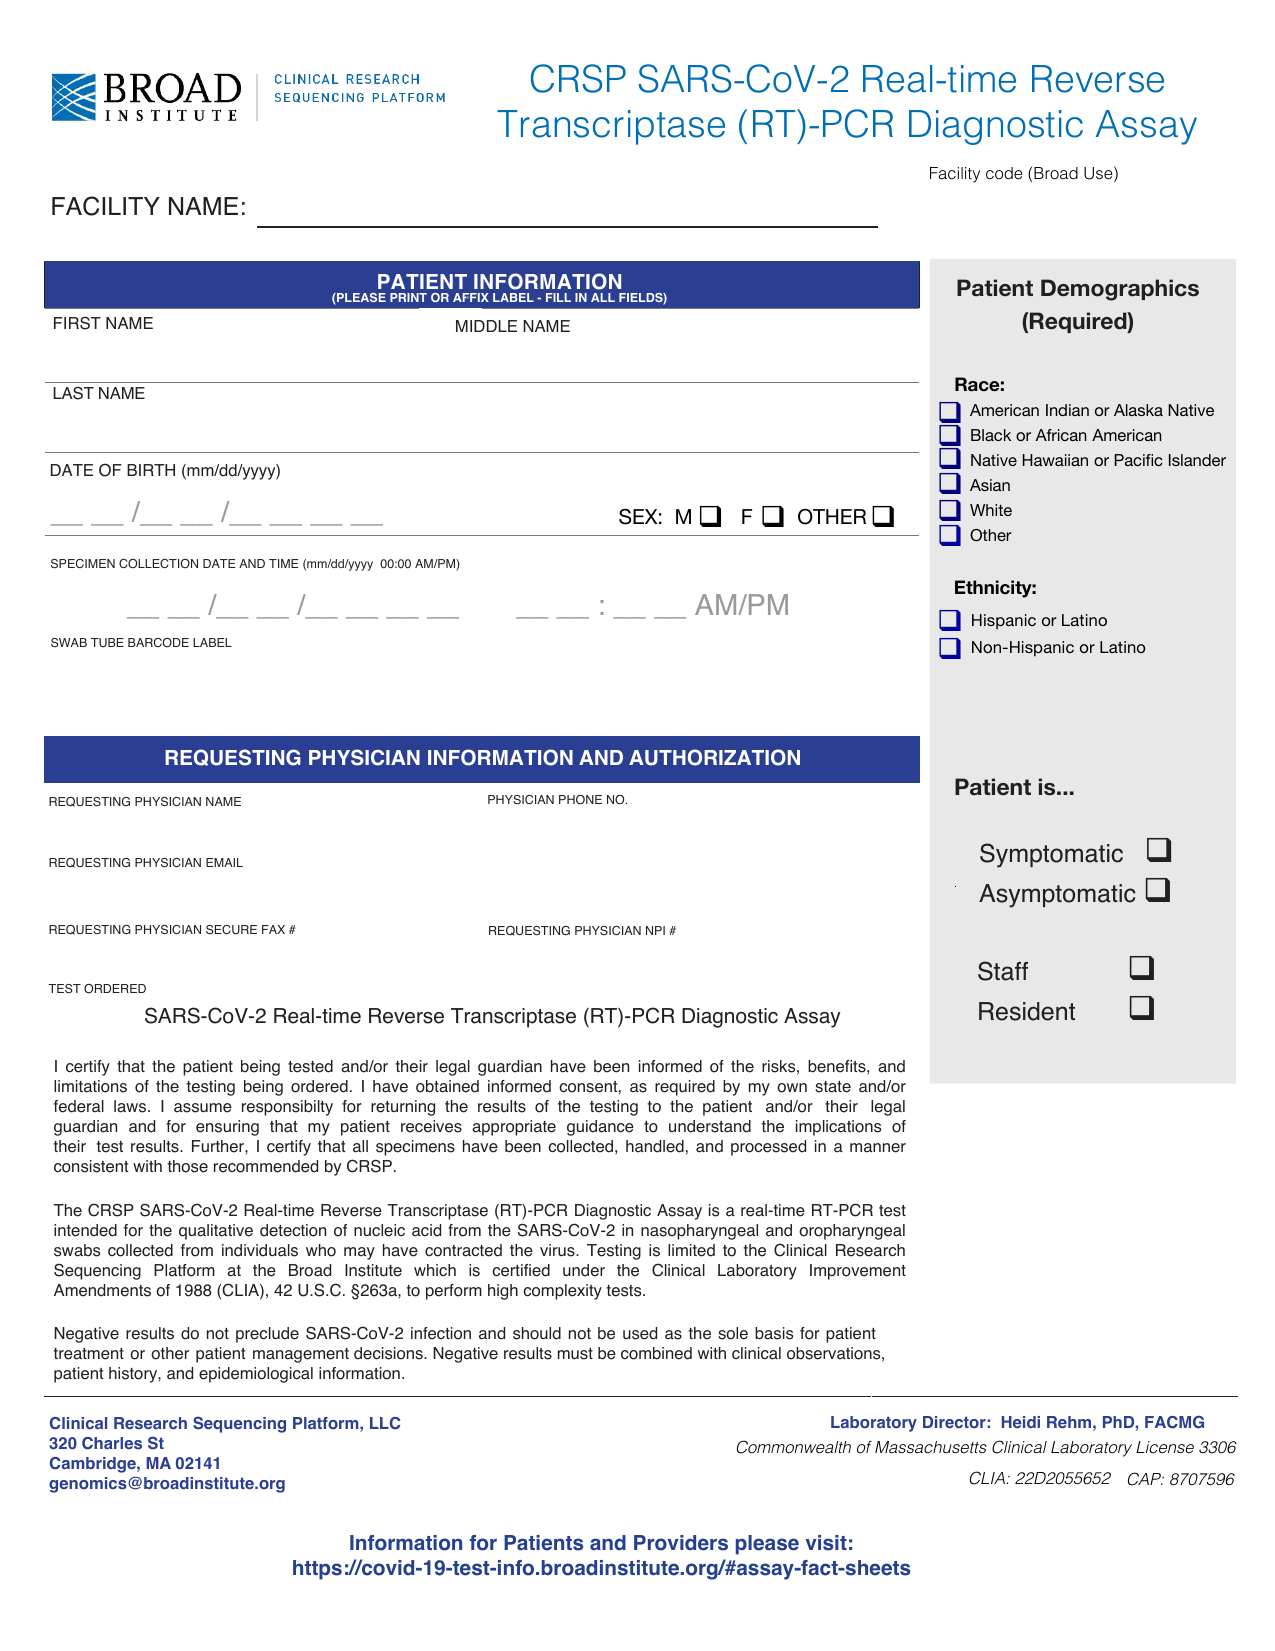 BROAD
INSTITUTE
CLINICAL RESEARCH
SEQUENCING PLATFORM
CRSP SARS-CoV-2 Real-time Reverse
Transcriptase (RT)-PCR Diagnostic Assay
Facility code (Broad Use)
FACILITY NAME:
PATIENT INFORMATION
(PLEASE PRINT OR AFFIX LABEL - FILL IN ALL FIELDS)
FIRST NAME
MIDDLE NAME
LAST NAME
DATE OF BIRTH (mm/dd/yyyy)
__ __ /__ __ /__ __ __ __
SEX: M ❑ F ❑ OTHER ❑
SPECIMEN COLLECTION DATE AND TIME (mm/dd/yyyy 00:00 AM/PM)
__ __ /__ __ /__ __ __ __ __ __ : __ __ AM/PM
SWAB TUBE BARCODE LABEL
REQUESTING PHYSICIAN INFORMATION AND AUTHORIZATION
REQUESTING PHYSICIAN NAME
PHYSICIAN PHONE NO.
REQUESTING PHYSICIAN EMAIL
REQUESTING PHYSICIAN SECURE FAX #
REQUESTING PHYSICIAN NPI #
TEST ORDERED
SARS-CoV-2 Real-time Reverse Transcriptase (RT)-PCR Diagnostic Assay
I certify that the patient being tested and/or their legal guardian have been informed of the risks, benefits, and
limitations of the testing being ordered. I have obtained informed consent, as required by my own state and/or
federal laws. I assume responsibilty for returning the results of the testing to the patient and/or their legal
guardian and for ensuring that my patient receives appropriate guidance to understand the implications of
their test results. Further, I certify that all specimens have been collected, handled, and processed in a manner
consistent with those recommended by CRSP.
The CRSP SARS-CoV-2 Real-time Reverse Transcriptase (RT)-PCR Diagnostic Assay is a real-time RT-PCR test
intended for the qualitative detection of nucleic acid from the SARS-CoV-2 in nasopharyngeal and oropharyngeal
swabs collected from individuals who may have contracted the virus. Testing is limited to the Clinical Research
Sequencing Platform at the Broad Institute which is certified under the Clinical Laboratory Improvement
Amendments of 1988 (CLIA), 42 U.S.C. §263a, to perform high complexity tests.
Negative results do not preclude SARS-CoV-2 infection and should not be used as the sole basis for patient
treatment or other patient management decisions. Negative results must be combined with clinical observations,
patient history, and epidemiological information.
Patient Demographics
(Required)
Race:
❑ American Indian or Alaska Native
❑ Black or African American
❑ Native Hawaiian or Pacific Islander
❑ Asian
❑ White
❑ Other
Ethnicity:
❑ Hispanic or Latino
❑ Non-Hispanic or Latino
Patient is...
Symptomatic ❑
Asymptomatic ❑
Staff ❑
Resident ❑
Clinical Research Sequencing Platform, LLC
320 Charles St
Cambridge, MA 02141
genomics@broadinstitute.org
Laboratory Director: Heidi Rehm, PhD, FACMG
Commonwealth of Massachusetts Clinical Laboratory License 3306
CLIA: 22D2055652 CAP: 8707596
Information for Patients and Providers please visit:
https://covid-19-test-info.broadinstitute.org/#assay-fact-sheets